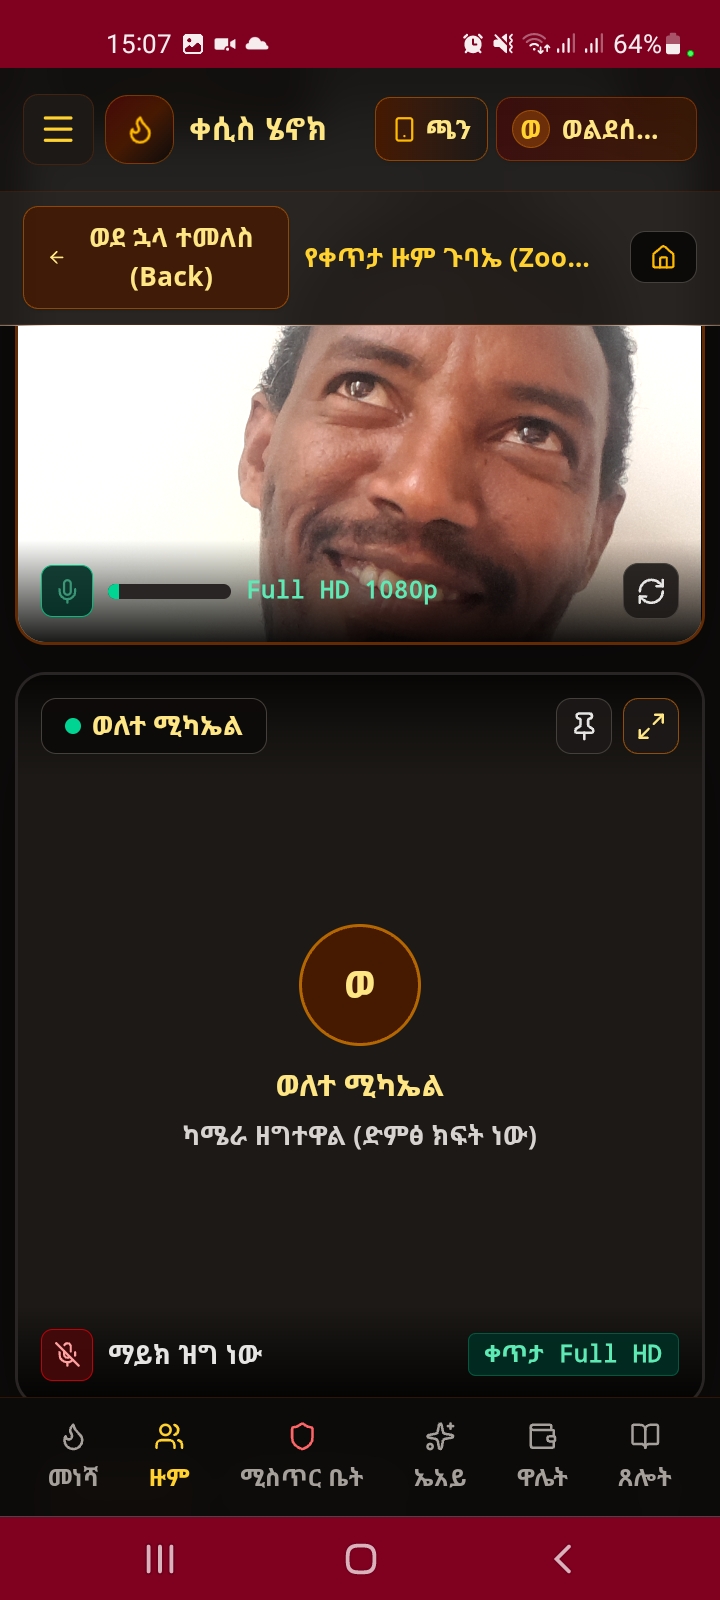 15:07
64%
ቀሲስ ሄኖክ
ጫን
ወ
ወልደሰ...
ወደ ኋላ ተመለስ
(Back)
የቀጥታ ዙም ጉባኤ (Zoo...
Full HD 1080p
ወለተ ሚካኤል
ወ
ወለተ ሚካኤል
ካሜራ ዘግተዋል (ድምፅ ክፍት ነው)
ማይክ ዝግ ነው
ቀጥታ Full HD
መነሻ
ዙም
ሚስጥር ቤት
ኤአይ
ዋሌት
ጸሎት